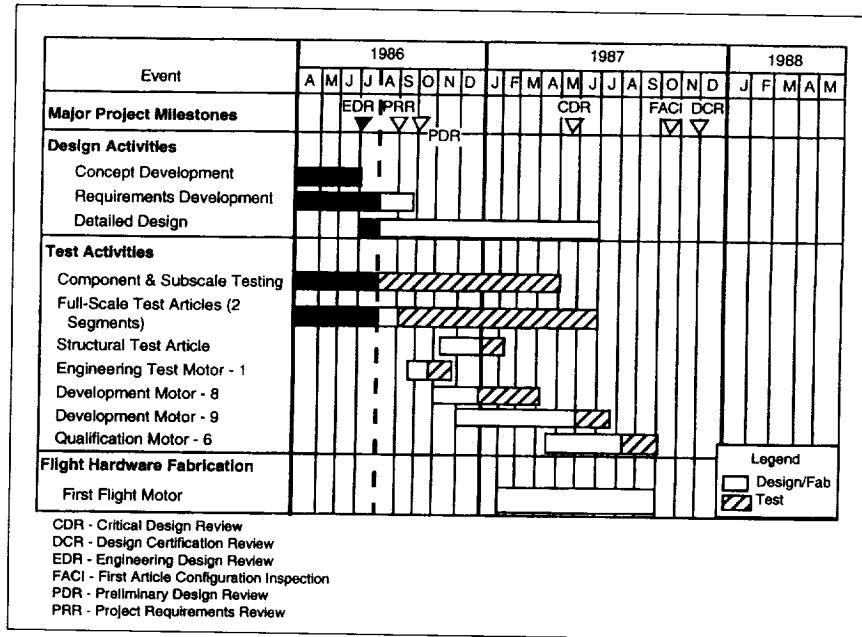 1986 1987 1988
Event
A M J J A S O N D J F M A M J J A S O N D J F M A M
Major Project Milestones EDR PRR CDR FACI DCR
PDR
Design Activities
Concept Development
Requirements Development
Detailed Design
Test Activities
Component & Subscale Testing
Full-Scale Test Articles (2
Segments)
Structural Test Article
Engineering Test Motor - 1
Development Motor - 8
Development Motor - 9
Qualification Motor - 6
Flight Hardware Fabrication
First Flight Motor
Legend
Design/Fab
Test
CDR - Critical Design Review
DCR - Design Certification Review
EDR - Engineering Design Review
FACI - First Article Configuration Inspection
PDR - Preliminary Design Review
PRR - Project Requirements Review